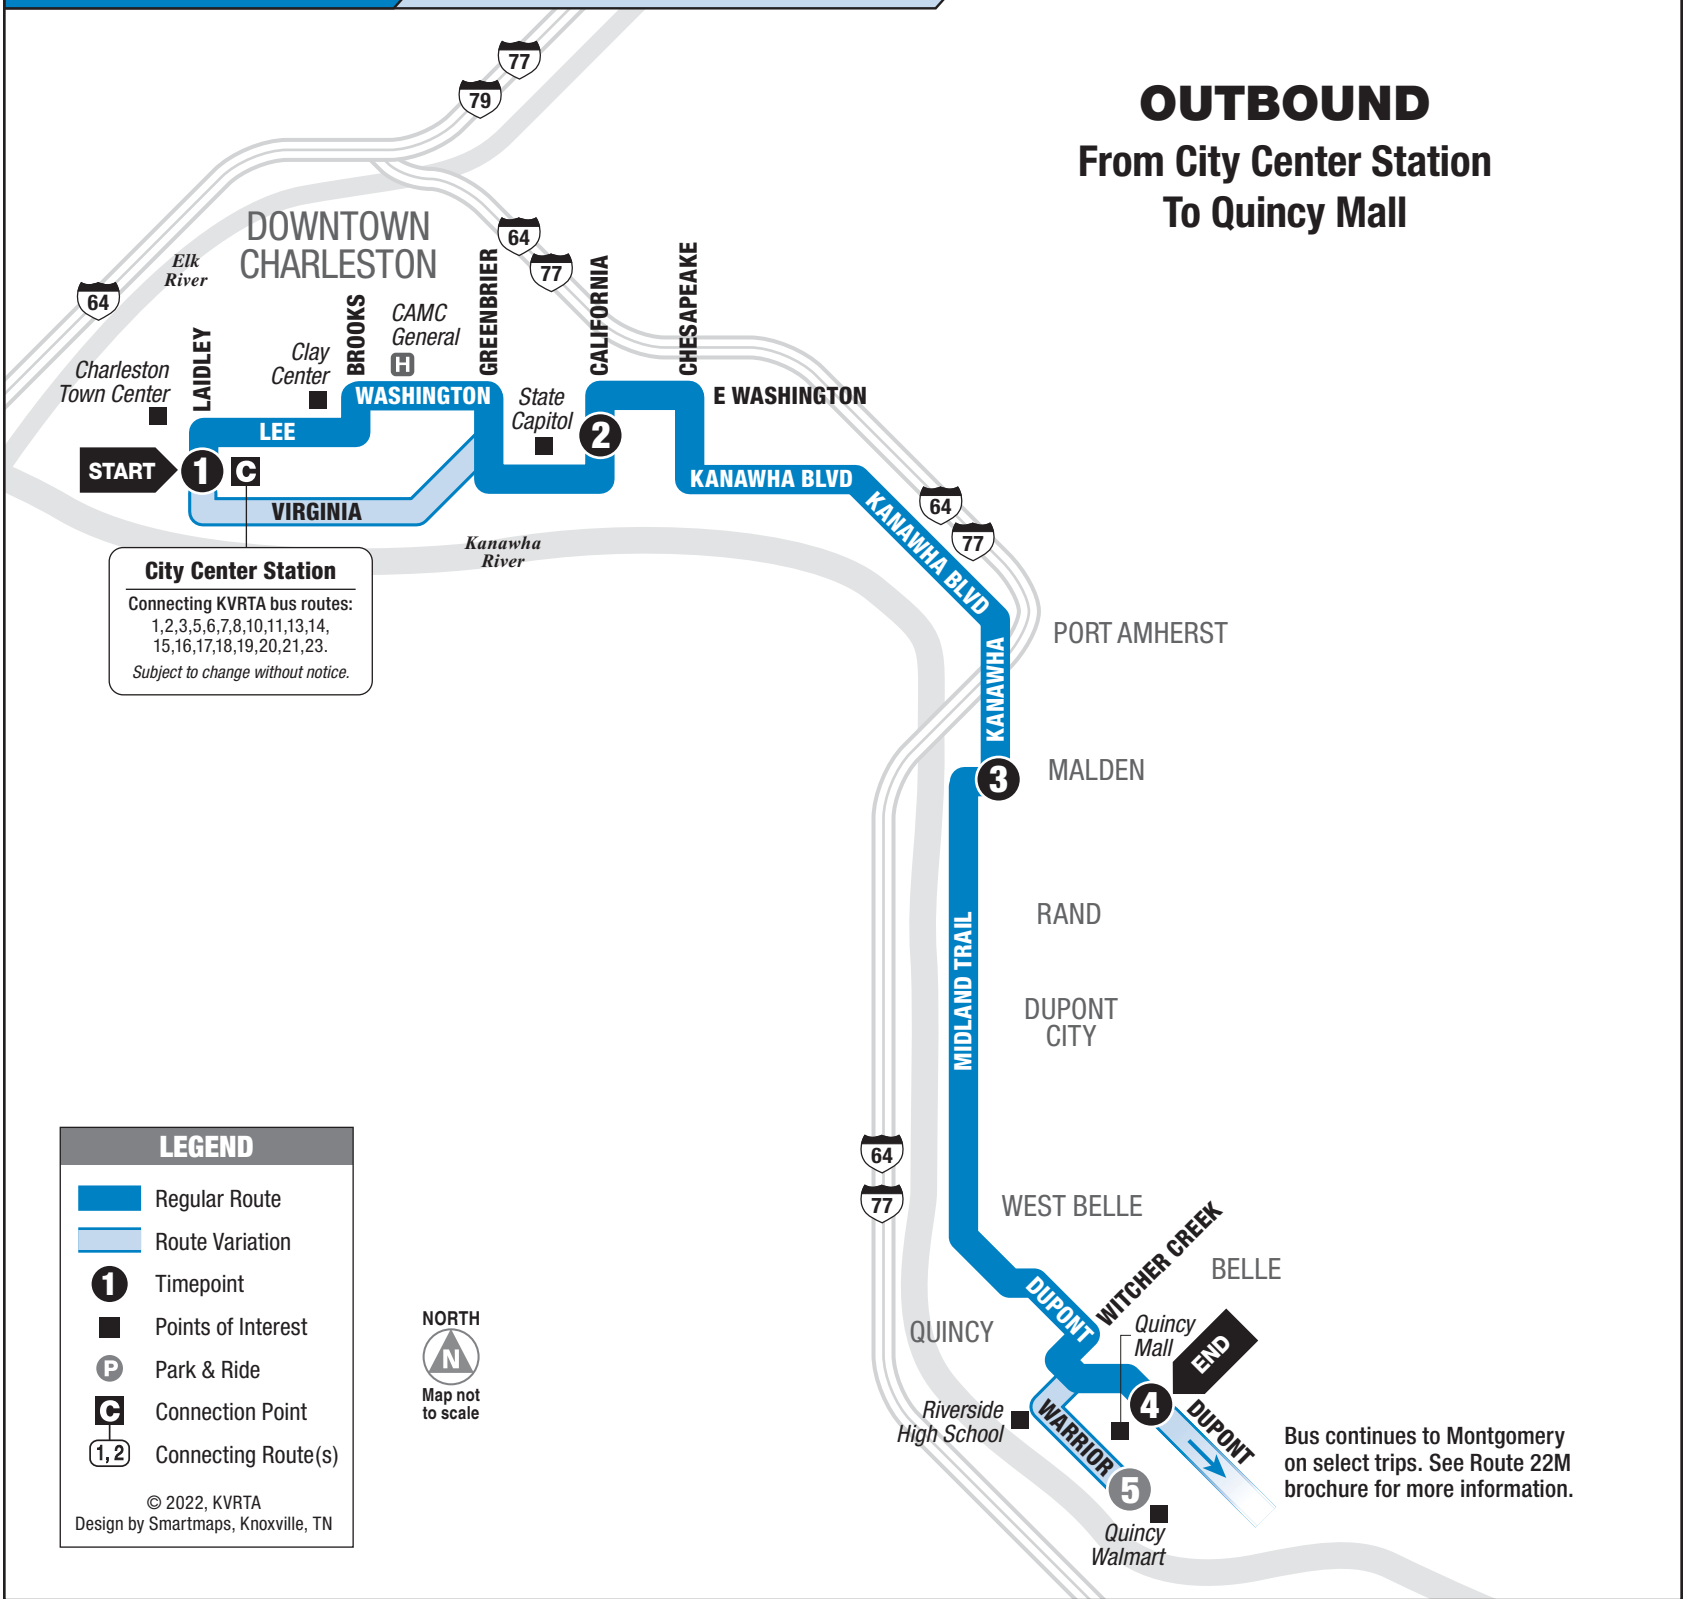 OUTBOUND
From City Center Station
To Quincy Mall
77
79
64
77
64
DOWNTOWN
CHARLESTON
Elk
River
LAIDLEY
BROOKS
GREENBRIER
CALIFORNIA
CHESAPEAKE
CAMC
General
H
Clay
Center
Charleston
Town Center
State
Capitol
WASHINGTON
E WASHINGTON
LEE
START
1
C
2
VIRGINIA
KANAWHA BLVD
KANAWHA BLVD
64
77
Kanawha
River
City Center Station
Connecting KVRTA bus routes:
1,2,3,5,6,7,8,10,11,13,14,
15,16,17,18,19,20,21,23.
Subject to change without notice.
PORT AMHERST
KANAWHA
3
MALDEN
MIDLAND TRAIL
RAND
DUPONT
CITY
64
77
WEST BELLE
WITCHER CREEK
BELLE
DUPONT
QUINCY
Quincy
Mall
END
4
DUPONT
Riverside
High School
WARRIOR
5
Quincy
Walmart
Bus continues to Montgomery
on select trips. See Route 22M
brochure for more information.
LEGEND
Regular Route
Route Variation
1 Timepoint
Points of Interest
P Park & Ride
C Connection Point
1, 2 Connecting Route(s)
© 2022, KVRTA
Design by Smartmaps, Knoxville, TN
NORTH
N
Map not
to scale